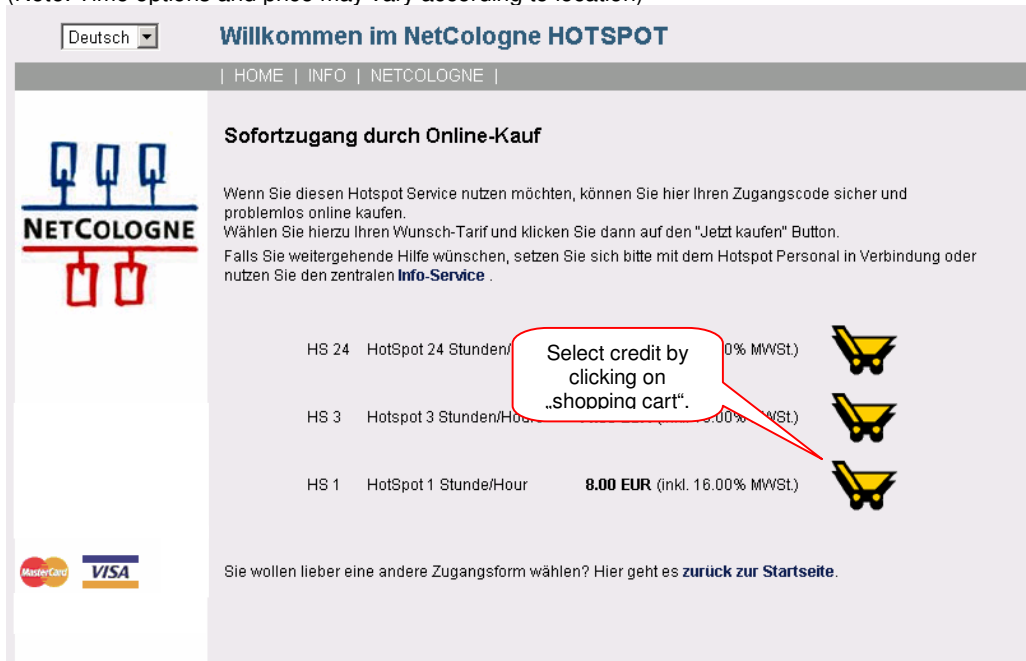 Deutsch
Willkommen im NetCologne HOTSPOT
| HOME | INFO | NETCOLOGNE |
NETCOLOGNE
Sofortzugang durch Online-Kauf
Wenn Sie diesen Hotspot Service nutzen möchten, können Sie hier Ihren Zugangscode sicher und
problemlos online kaufen.
Wählen Sie hierzu Ihren Wunsch-Tarif und klicken Sie dann auf den "Jetzt kaufen" Button.
Falls Sie weitergehende Hilfe wünschen, setzen Sie sich bitte mit dem Hotspot Personal in Verbindung oder
nutzen Sie den zentralen Info-Service .
HS 24 HotSpot 24 Stunden/ 0% MWSt.)
Select credit by
clicking on
„shopping cart“.
HS 3 Hotspot 3 Stunden/ MWSt.)
HS 1 HotSpot 1 Stunde/Hour 8.00 EUR (inkl. 16.00% MWSt.)
MasterCard VISA
Sie wollen lieber eine andere Zugangsform wählen? Hier geht es zurück zur Startseite.